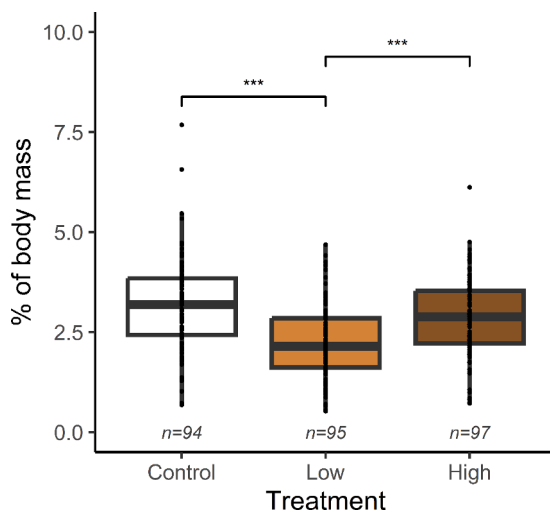 10.0
***
***
7.5
5.0
2.5
0.0
% of body mass
n=94 n=95 n=97
Control Low High
Treatment